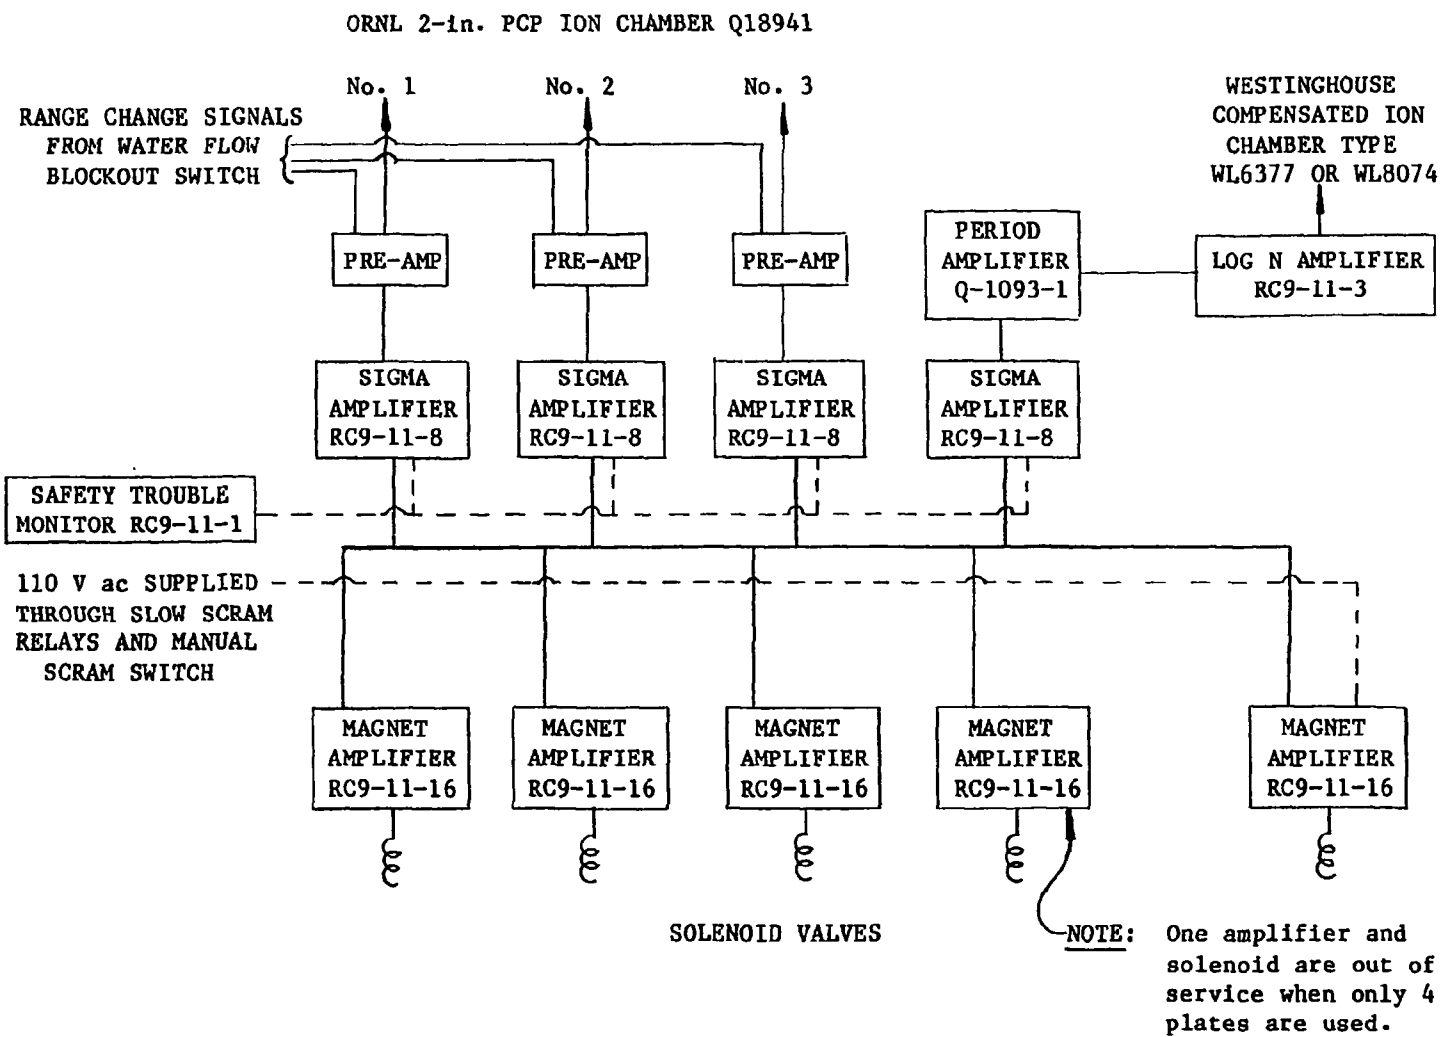 ORNL 2-in. PCP ION CHAMBER Q18941
No. 1
No. 2
No. 3
RANGE CHANGE SIGNALS
FROM WATER FLOW
BLOCKOUT SWITCH
WESTINGHOUSE
COMPENSATED ION
CHAMBER TYPE
WL6377 OR WL8074
PRE-AMP
PRE-AMP
PRE-AMP
PERIOD
AMPLIFIER
Q-1093-1
LOG N AMPLIFIER
RC9-11-3
SIGMA
AMPLIFIER
RC9-11-8
SIGMA
AMPLIFIER
RC9-11-8
SIGMA
AMPLIFIER
RC9-11-8
SIGMA
AMPLIFIER
RC9-11-8
SAFETY TROUBLE
MONITOR RC9-11-1
110 V ac SUPPLIED
THROUGH SLOW SCRAM
RELAYS AND MANUAL
SCRAM SWITCH
MAGNET
AMPLIFIER
RC9-11-16
MAGNET
AMPLIFIER
RC9-11-16
MAGNET
AMPLIFIER
RC9-11-16
MAGNET
AMPLIFIER
RC9-11-16
MAGNET
AMPLIFIER
RC9-11-16
SOLENOID VALVES
NOTE: One amplifier and
solenoid are out of
service when only 4
plates are used.